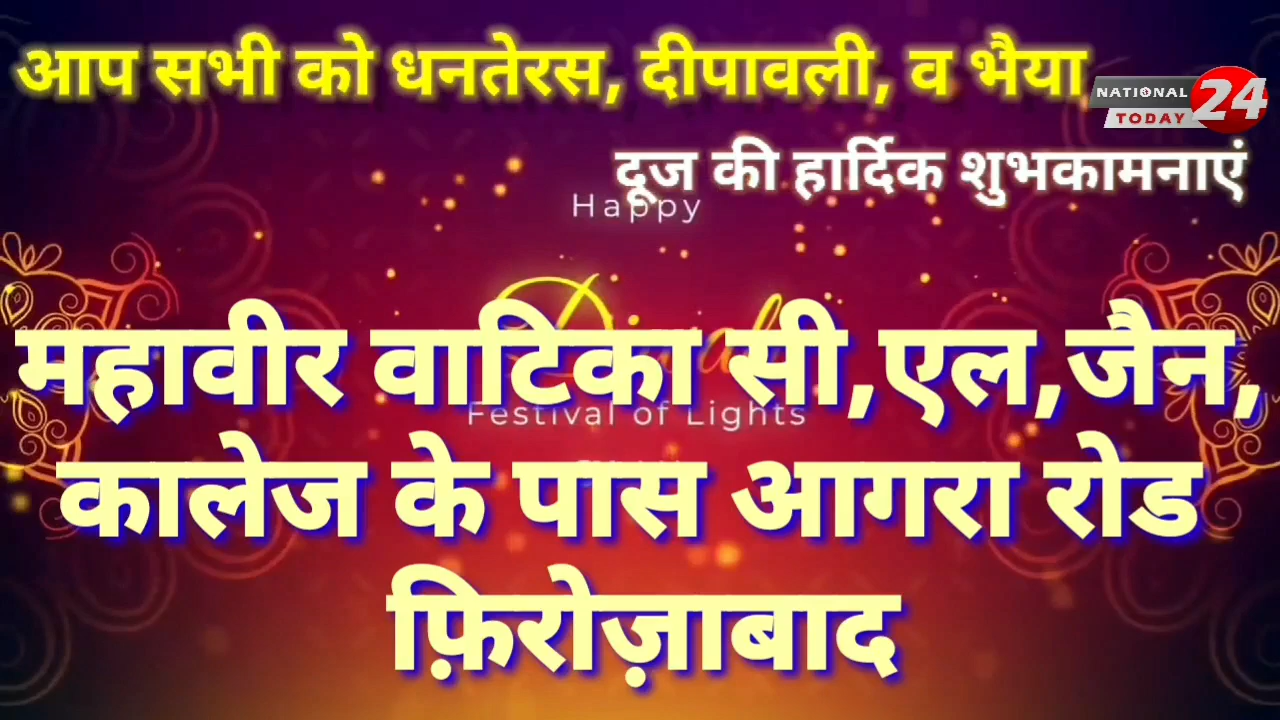 आप सभी को धनतेरस, दीपावली, व भैया
NATIONAL 24
TODAY
दूज की हार्दिक शुभकामनाएं
Happy
महावीर वाटिका सी,एल,जैन,
Festival of Lights
कालेज के पास आगरा रोड
फ़िरोज़ाबाद